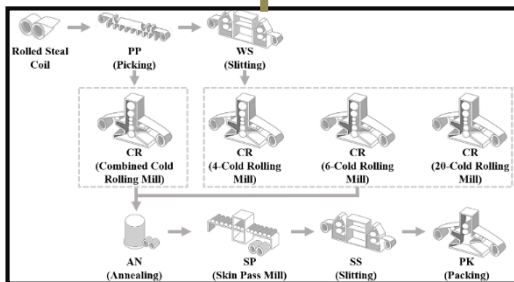 Rolled Steal
Coil
PP
(Picking)
WS
(Slitting)
CR
(Combined Cold
Rolling Mill)
CR
(4-Cold Rolling
Mill)
CR
(6-Cold Rolling
Mill)
CR
(20-Cold Rolling
Mill)
AN
(Annealing)
SP
(Skin Pass Mill)
SS
(Slitting)
PK
(Packing)